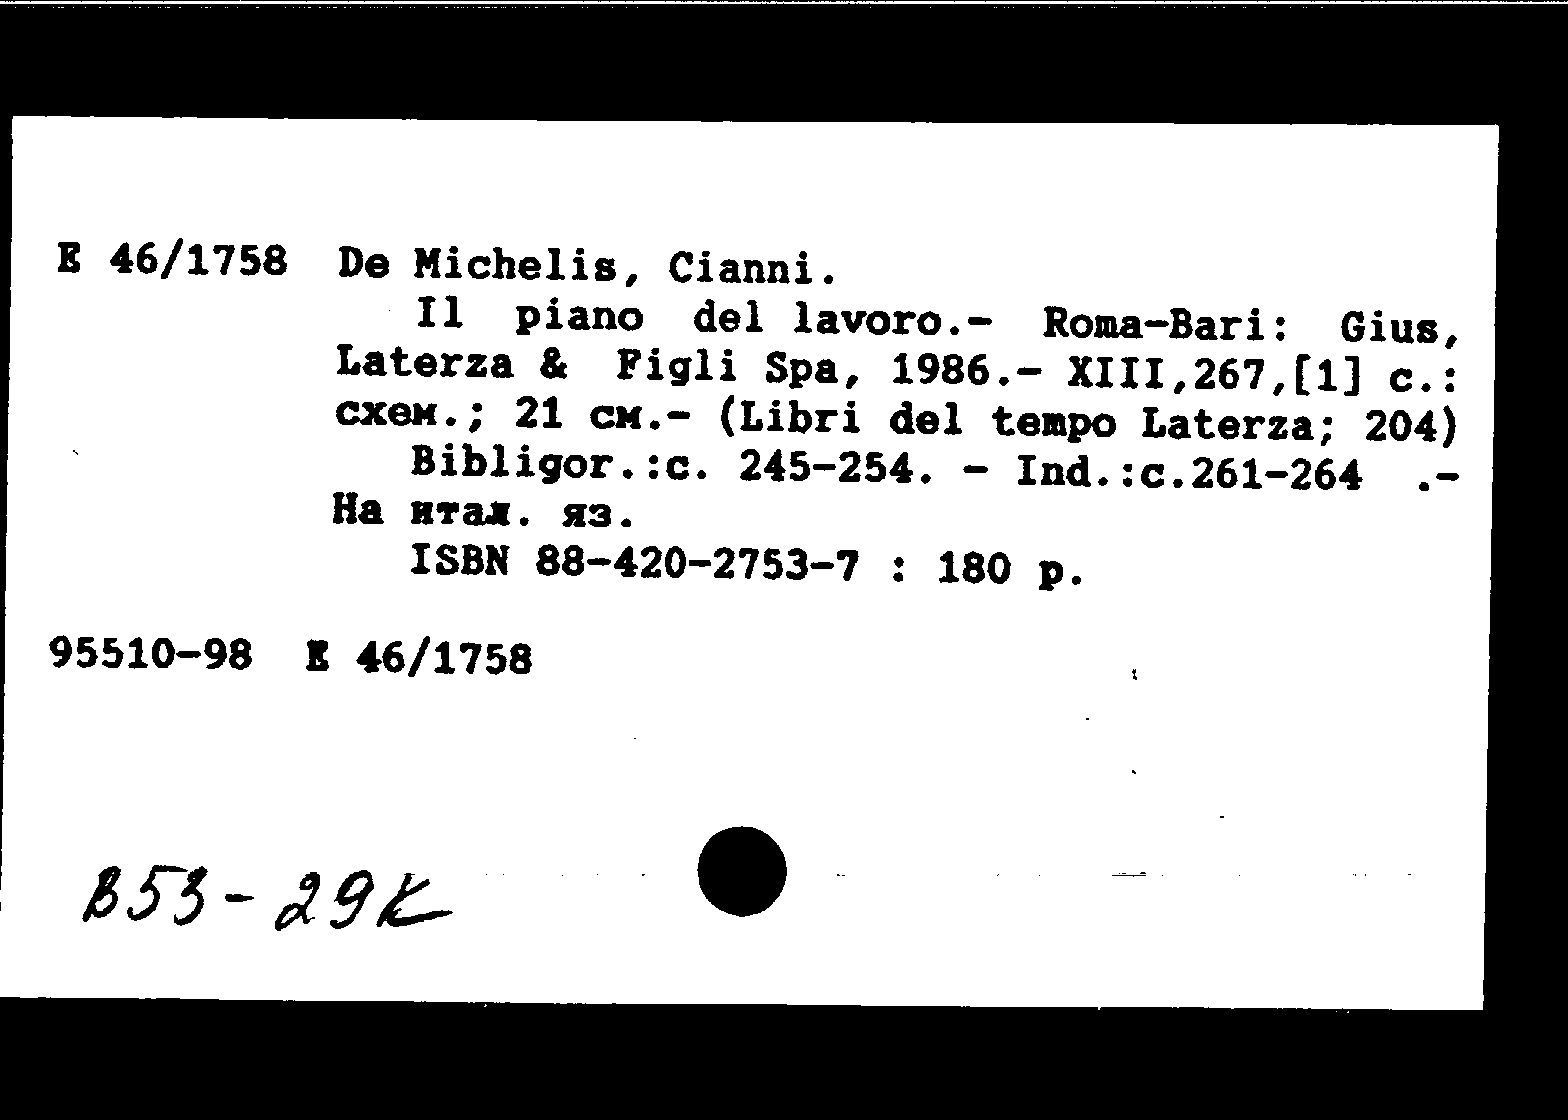 E 46/1758 De Michelis, Cianni.
Il piano del lavoro.- Roma-Bari: Gius,
Laterza & Figli Spa, 1986.- XIII,267,[1] с.:
схем.; 21 см.- (Libri del tempo Laterza; 204)
Bibligor.:с. 245-254. - Ind.:с.261-264 .-
На итал. яз.
ISBN 88-420-2753-7 : 180 р.
95510-98 E 46/1758
B53-29К